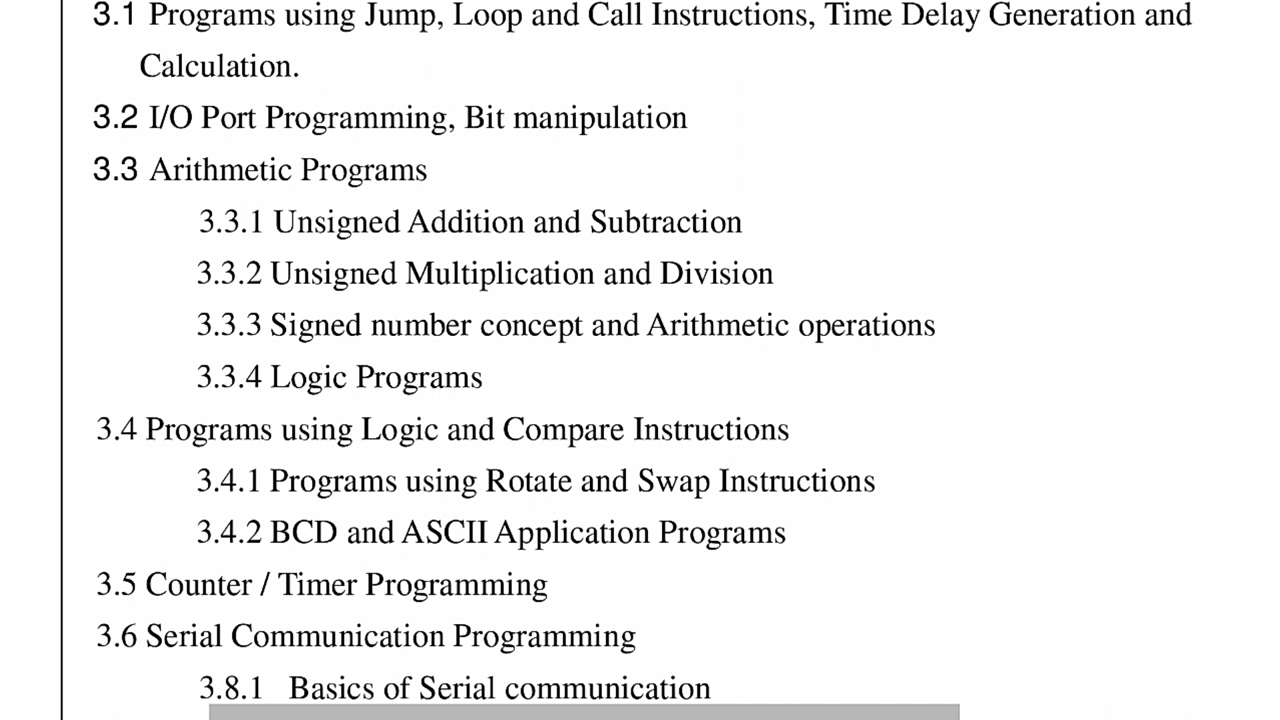 3.1 Programs using Jump, Loop and Call Instructions, Time Delay Generation and
Calculation.
3.2 I/O Port Programming, Bit manipulation
3.3 Arithmetic Programs
3.3.1 Unsigned Addition and Subtraction
3.3.2 Unsigned Multiplication and Division
3.3.3 Signed number concept and Arithmetic operations
3.3.4 Logic Programs
3.4 Programs using Logic and Compare Instructions
3.4.1 Programs using Rotate and Swap Instructions
3.4.2 BCD and ASCII Application Programs
3.5 Counter / Timer Programming
3.6 Serial Communication Programming
3.8.1 Basics of Serial communication